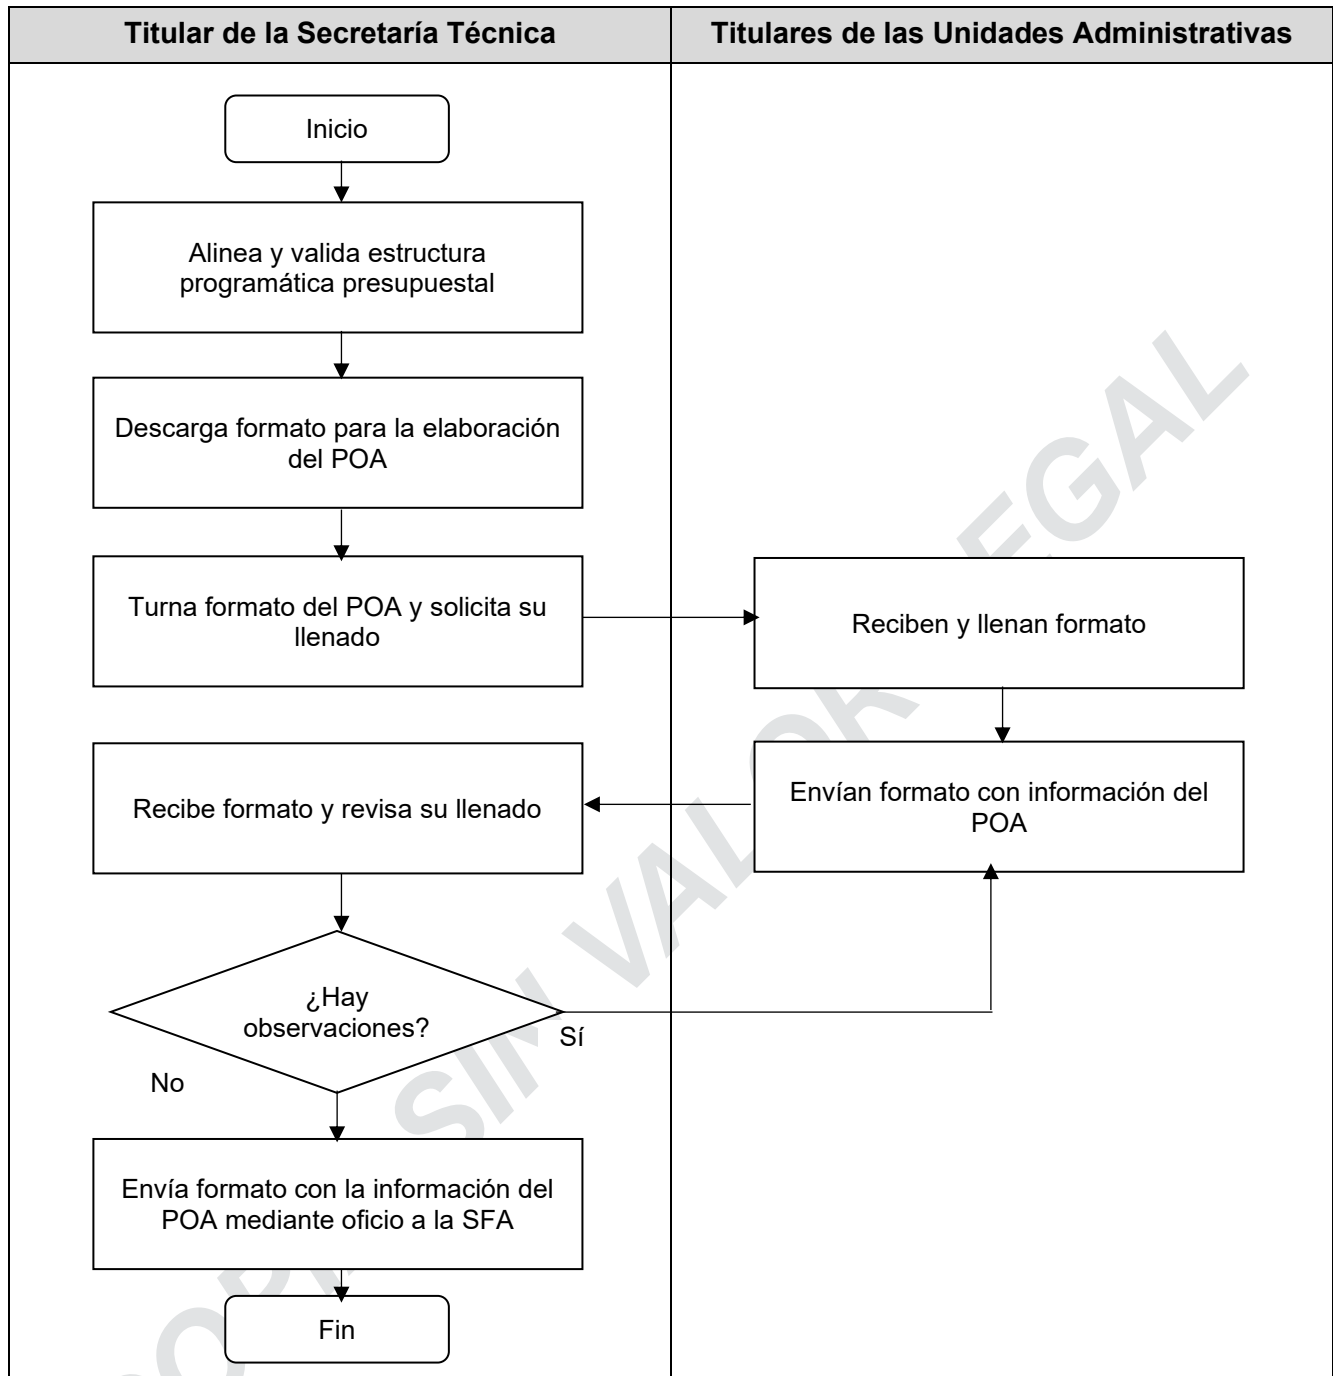 Titular de la Secretaría Técnica
Titulares de las Unidades Administrativas
Inicio
Alinea y valida estructura
programática presupuestal
Descarga formato para la elaboración
del POA
Turna formato del POA y solicita su
llenado
Reciben y llenan formato
Envían formato con información del
POA
Recibe formato y revisa su llenado
¿Hay
observaciones?
Sí
No
Envía formato con la información del
POA mediante oficio a la SFA
Fin
SIN VALOR